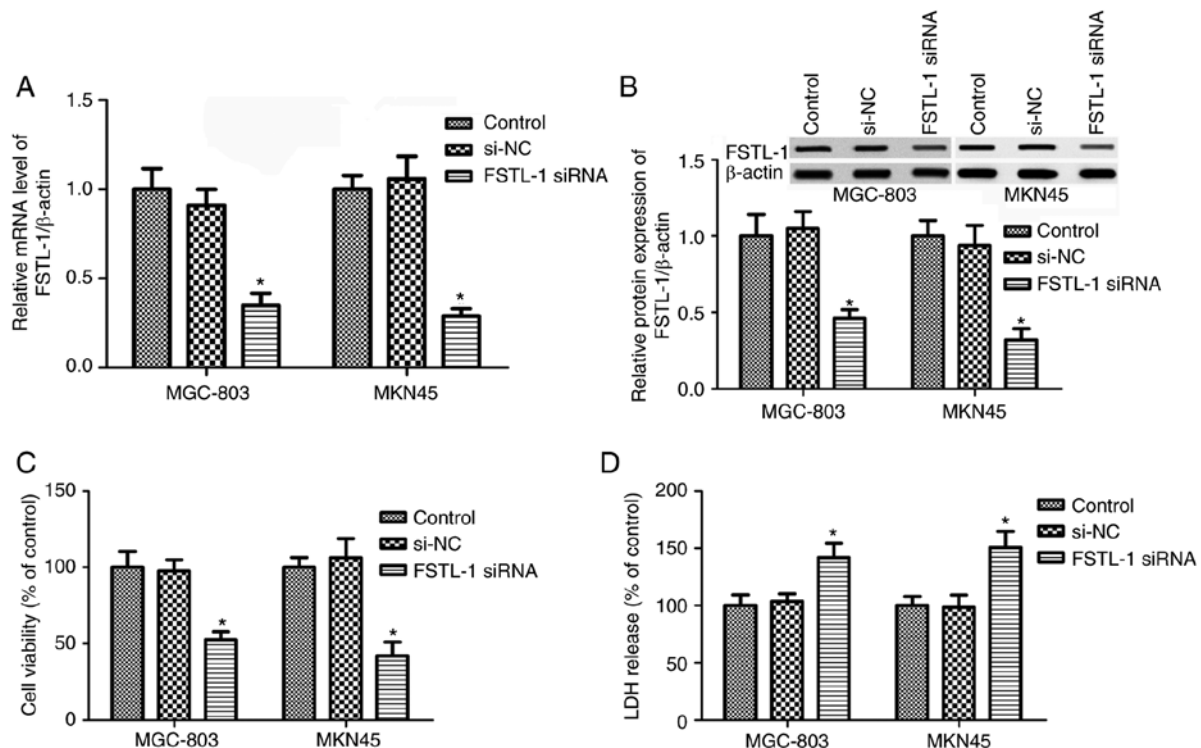 A
Relative mRNA level of
FSTL-1/β-actin
1.5
1.0
0.5
0.0
Control
si-NC
FSTL-1 siRNA
*
*
MGC-803
MKN45
B
Control
si-NC
FSTL-1 siRNA
Control
si-NC
FSTL-1 siRNA
FSTL-1
β-actin
MGC-803
MKN45
Relative protein expression of
FSTL-1/β-actin
1.5
1.0
0.5
0.0
Control
si-NC
FSTL-1 siRNA
*
*
MGC-803
MKN45
C
Cell viability (% of control)
150
100
50
0
Control
si-NC
FSTL-1 siRNA
*
*
MGC-803
MKN45
D
LDH release (% of control)
200
150
100
50
0
Control
si-NC
FSTL-1 siRNA
*
*
MGC-803
MKN45